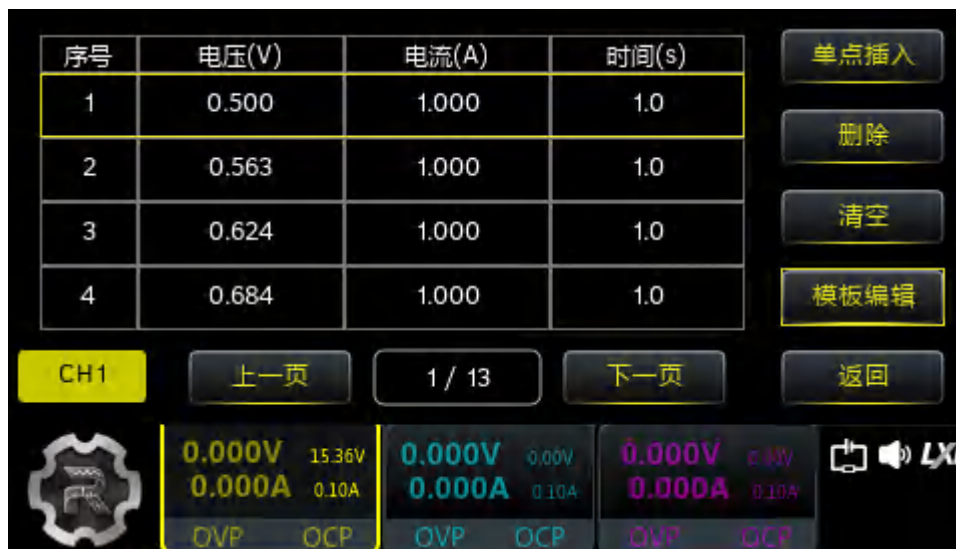 序号 电压(V) 电流(A) 时间(s) 单点插入
1 0.500 1.000 1.0
删除
2 0.563 1.000 1.0
3 0.624 1.000 1.0 清空
4 0.684 1.000 1.0 模板编辑
CH1 上一页 1 / 13 下一页 返回
0.000V 15.36V 0.000V 0.00V 0.000V
0.000A 0.10A 0.000A 0.10A 0.000A 0.10A
OVP OCP OVP OCP OVP OCP
LXI